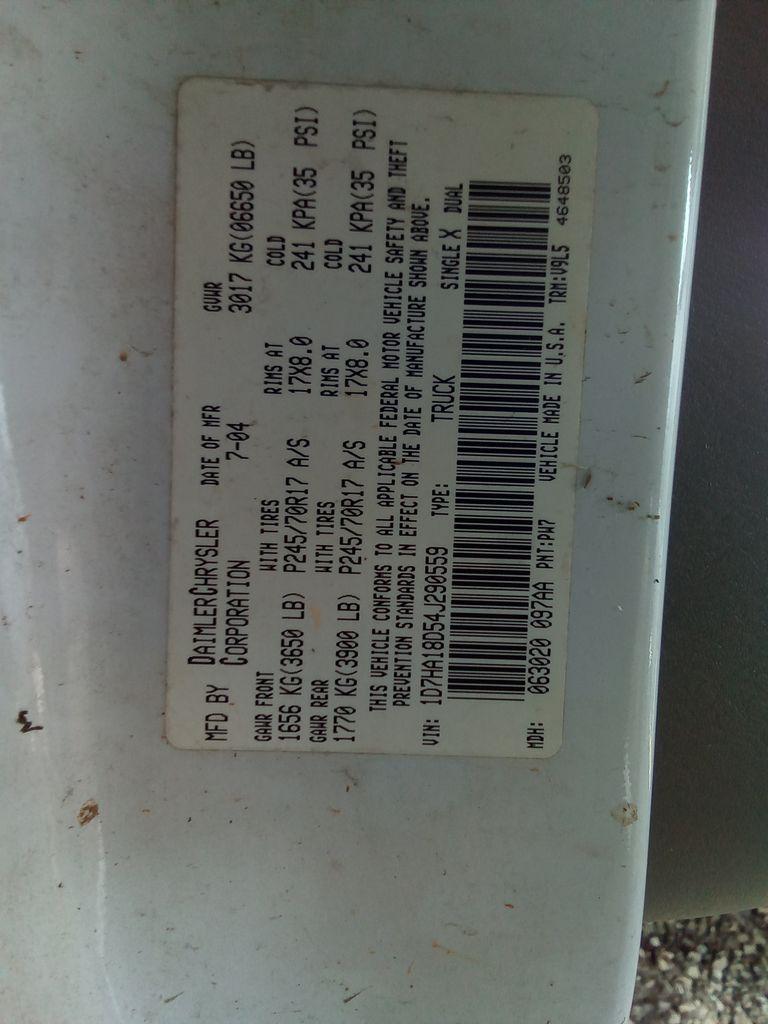 MFD BY DAIMLERCHRYSLER CORPORATION DATE OF MFR 7-04 GVWR 3017 KG(06650 LB)
GAWR FRONT WITH TIRES RIMS AT COLD
1656 KG(3650 LB) P245/70R17 A/S 17X8.0 241 KPA(35 PSI)
GAWR REAR WITH TIRES RIMS AT COLD
1770 KG(3900 LB) P245/70R17 A/S 17X8.0 241 KPA(35 PSI)
THIS VEHICLE CONFORMS TO ALL APPLICABLE FEDERAL MOTOR VEHICLE SAFETY AND THEFT
PREVENTION STANDARDS IN EFFECT ON THE DATE OF MANUFACTURE SHOWN ABOVE.
VIN: 1D7HA18D54J290559 TYPE: TRUCK SINGLE X DUAL
MDH: 063020 097AA PNT:PW7 VEHICLE MADE IN U.S.A. TRM:V9L5 4648503